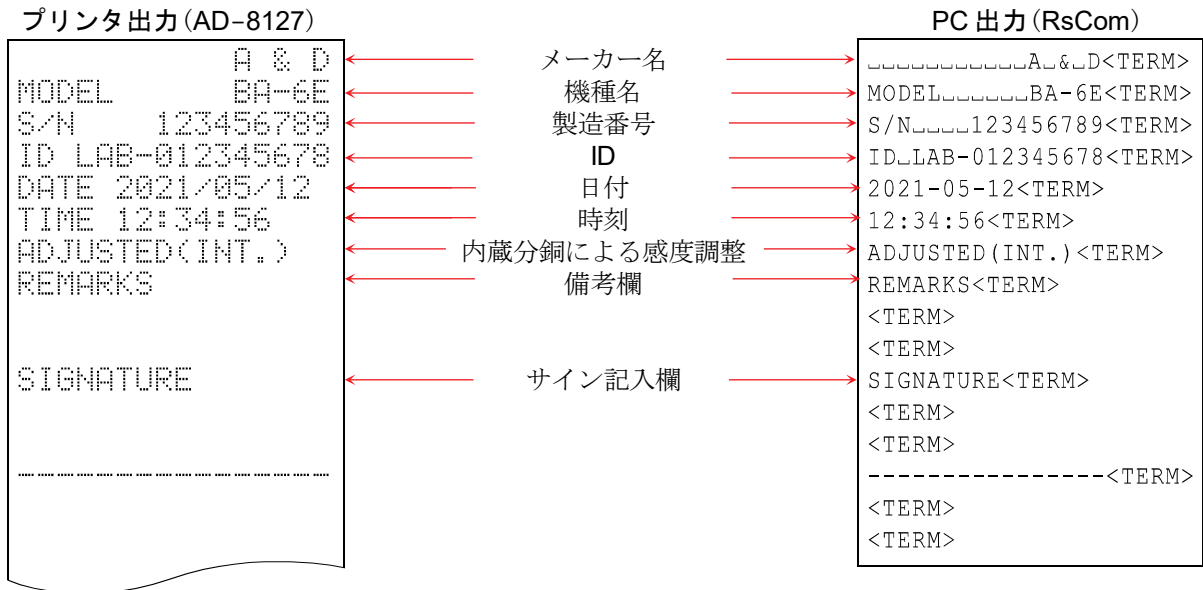 プリンタ出力(AD-8127)
A & D
MODEL BA-6E
S/N 123456789
ID LAB-012345678
DATE 2021/05/12
TIME 12:34:56
ADJUSTED(INT.)
REMARKS
SIGNATURE
----------------
メーカー名
機種名
製造番号
ID
日付
時刻
内蔵分銅による感度調整
備考欄
サイン記入欄
PC 出力(RsCom)
␣␣␣␣␣␣␣␣␣␣␣A␣&␣D<TERM>
MODEL␣␣␣␣␣␣BA-6E<TERM>
S/N␣␣␣␣123456789<TERM>
ID␣LAB-012345678<TERM>
2021-05-12<TERM>
12:34:56<TERM>
ADJUSTED(INT.)<TERM>
REMARKS<TERM>
<TERM>
<TERM>
SIGNATURE<TERM>
<TERM>
<TERM>
----------------<TERM>
<TERM>
<TERM>